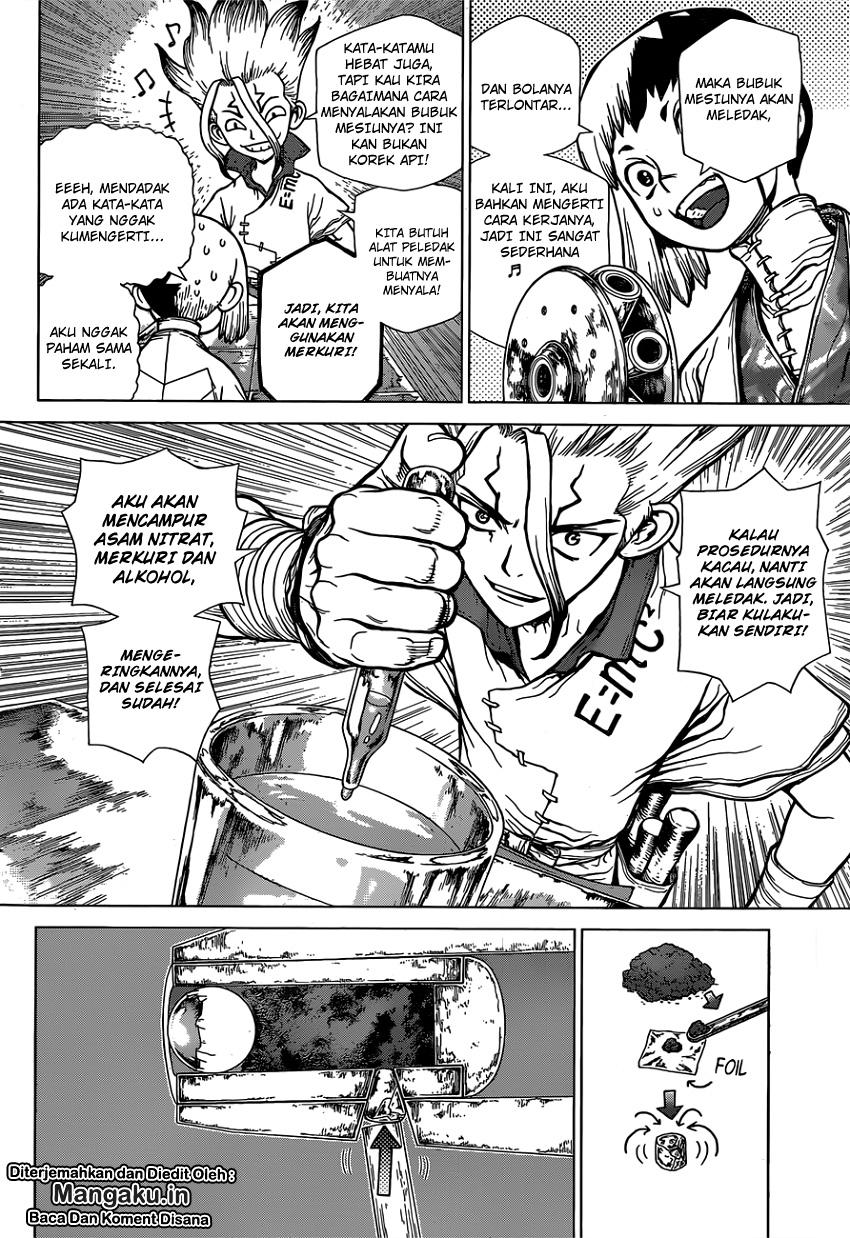 MAKA BUBUK
MESIUNYA AKAN
MELEDAK,
DAN BOLANYA
TERLONTAR...
KALI INI, AKU
BAHKAN MENGERTI
CARA KERJANYA,
JADI INI SANGAT
SEDERHANA
♫
♪
♫
KATA-KATAMU
HEBAT JUGA,
TAPI KAU KIRA
BAGAIMANA CARA
MENYALAKAN BUBUK
MESIUNYA? INI
KAN BUKAN
KOREK API!
E=mc²
KITA BUTUH
ALAT PELEDAK
UNTUK MEM-
BUATNYA
MENYALA!
JADI, KITA
AKAN MENG-
GUNAKAN
MERKURI!
EEEH, MENDADAK
ADA KATA-KATA
YANG NGGAK
KUMENGERTI...
AKU NGGAK
PAHAM SAMA
SEKALI.
KALAU
PROSEDURNYA
KACAU, NANTI
AKAN LANGSUNG
MELEDAK. JADI,
BIAR KULAKU-
KAN SENDIRI!
E=mc²
AKU AKAN
MENCAMPUR
ASAM NITRAT,
MERKURI DAN
ALKOHOL,
MENGE-
RINGKANNYA,
DAN SELESAI
SUDAH!
FOIL
Diterjemahkan dan Diedit Oleh :
Mangaku.in
Baca Dan Koment Disana